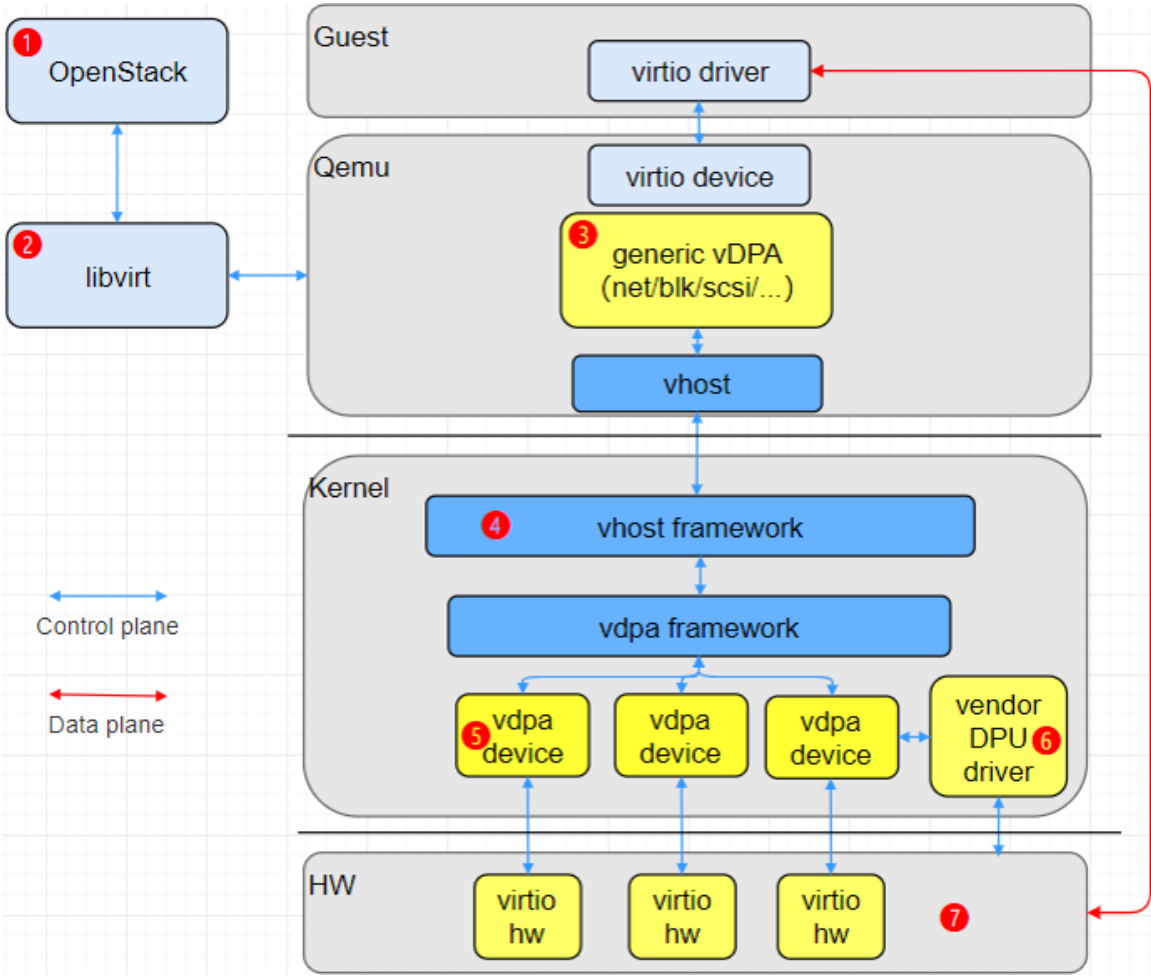 1
OpenStack
2
libvirt
Guest
virtio driver
Qemu
virtio device
3
generic vDPA
(net/blk/scsi/...)
vhost
Kernel
4
vhost framework
vdpa framework
5
vdpa
device
vdpa
device
vdpa
device
vendor
DPU
driver
6
Control plane
Data plane
HW
virtio
hw
virtio
hw
virtio
hw
7